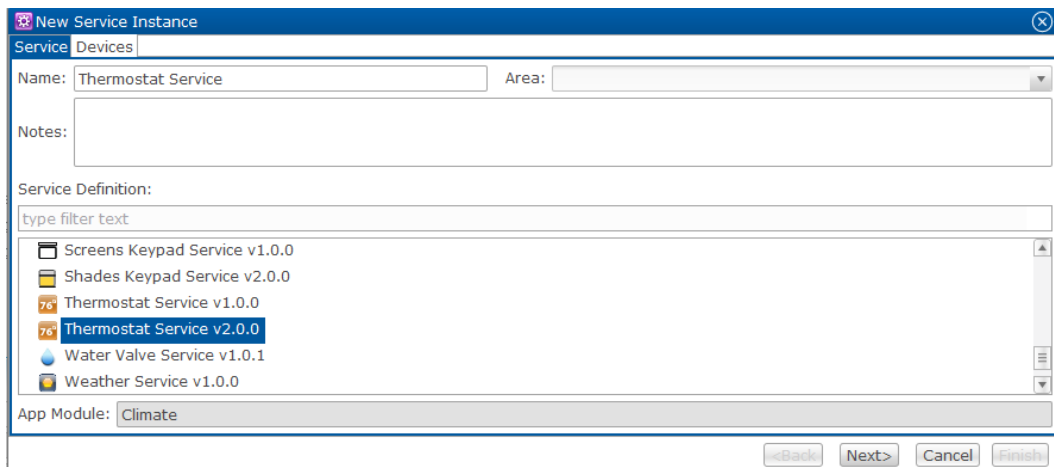 New Service Instance
Service Devices
Name: Thermostat Service Area:
Notes:
Service Definition:
type filter text
Screens Keypad Service v1.0.0
Shades Keypad Service v2.0.0
76° Thermostat Service v1.0.0
76° Thermostat Service v2.0.0
Water Valve Service v1.0.1
Weather Service v1.0.0
App Module: Climate
<Back Next> Cancel Finish